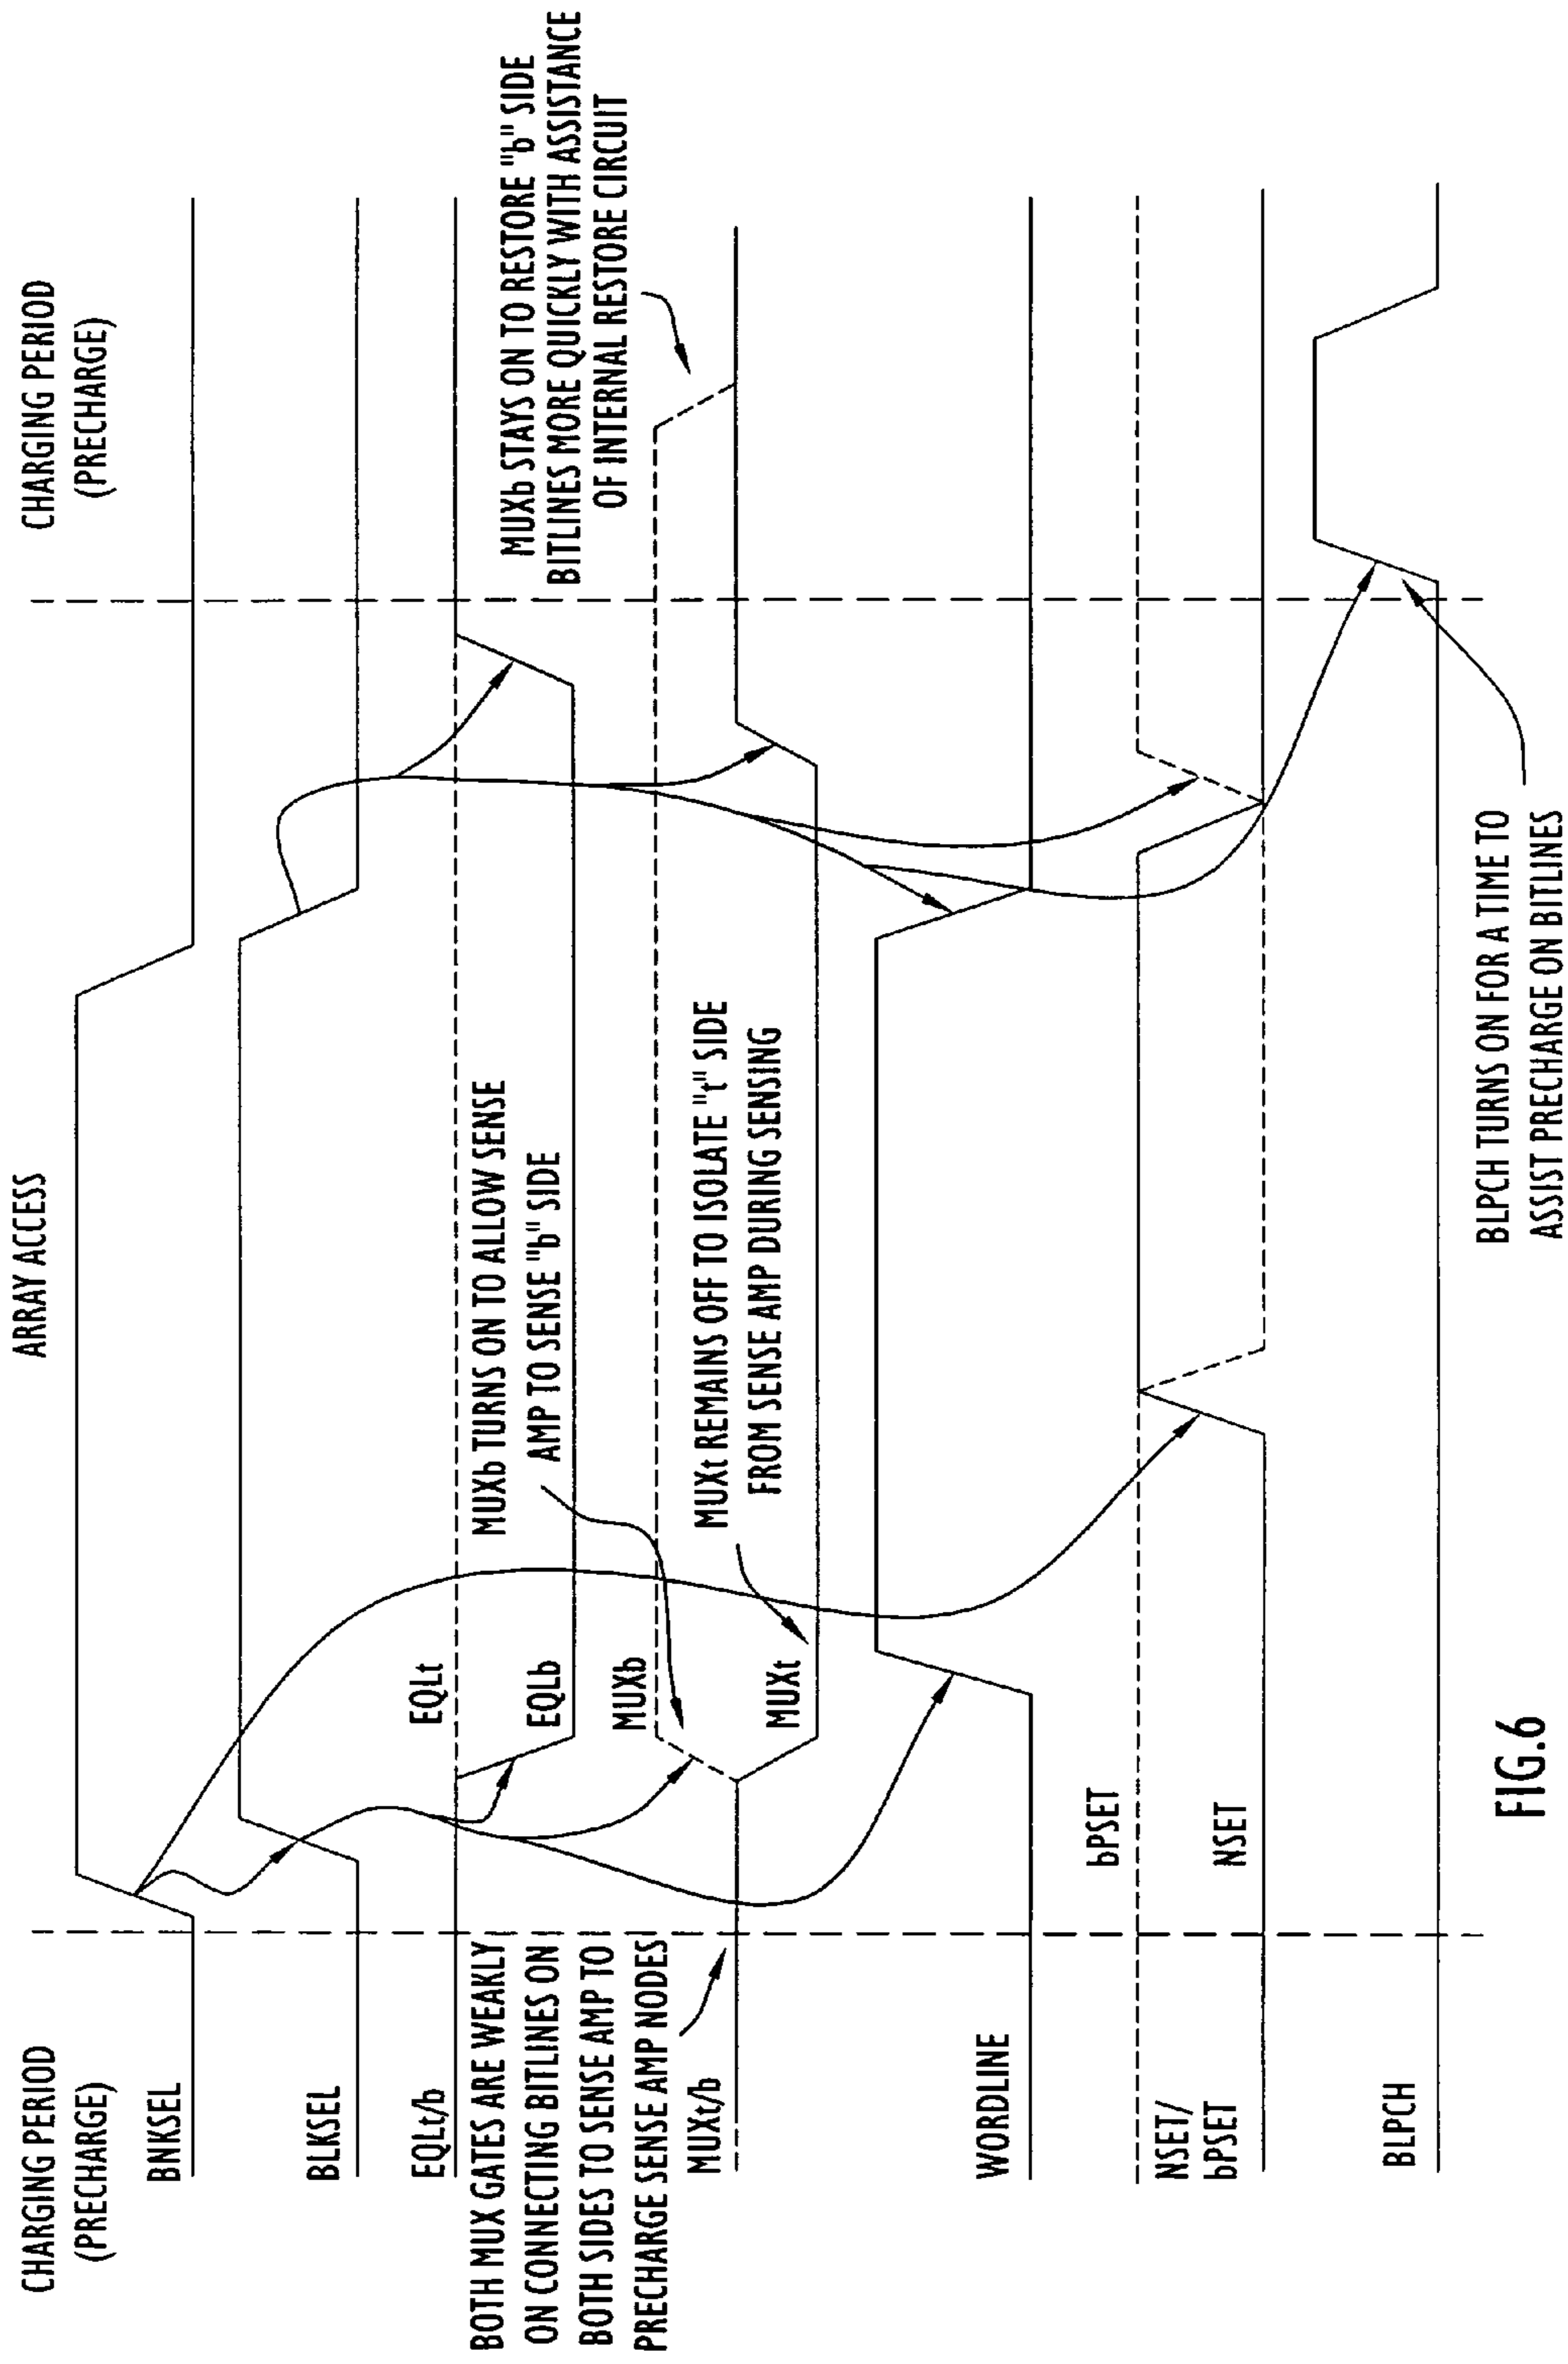 CHARGING PERIOD
(PRECHARGE)
ARRAY ACCESS
CHARGING PERIOD
(PRECHARGE)
BNKSEL
BLKSEL
EQLt/b
EQLt
EQLb
MUXb TURNS ON TO ALLOW SENSE
AMP TO SENSE "b" SIDE
MUXb STAYS ON TO RESTORE "b" SIDE
BITLINES MORE QUICKLY WITH ASSISTANCE
OF INTERNAL RESTORE CIRCUIT
BOTH MUX GATES ARE WEAKLY
ON CONNECTING BITLINES ON
BOTH SIDES TO SENSE AMP TO
PRECHARGE SENSE AMP NODES
MUXb
MUXt/b
MUXt
MUXt REMAINS OFF TO ISOLATE "t" SIDE
FROM SENSE AMP DURING SENSING
WORDLINE
bPSET
NSET/
bPSET
NSET
BLPCH
BLPCH TURNS ON FOR A TIME TO
ASSIST PRECHARGE ON BITLINES
FIG.6